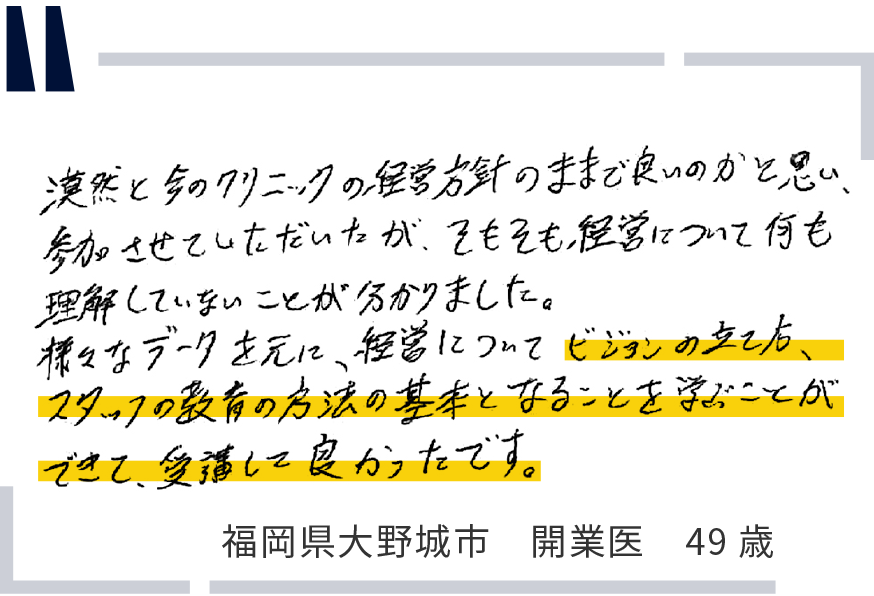 漠然と今のクリニックの経営方針のままで良いのかと思い、
参加させていただいたが、そもそも経営について何も
理解していないことが分かりました。
様々なデータを元に、経営についてビジョンの立て方、
スタッフの教育の方法の基本となることを学ぶことが
できて、受講して良かったです。
福岡県大野城市　開業医　49歳